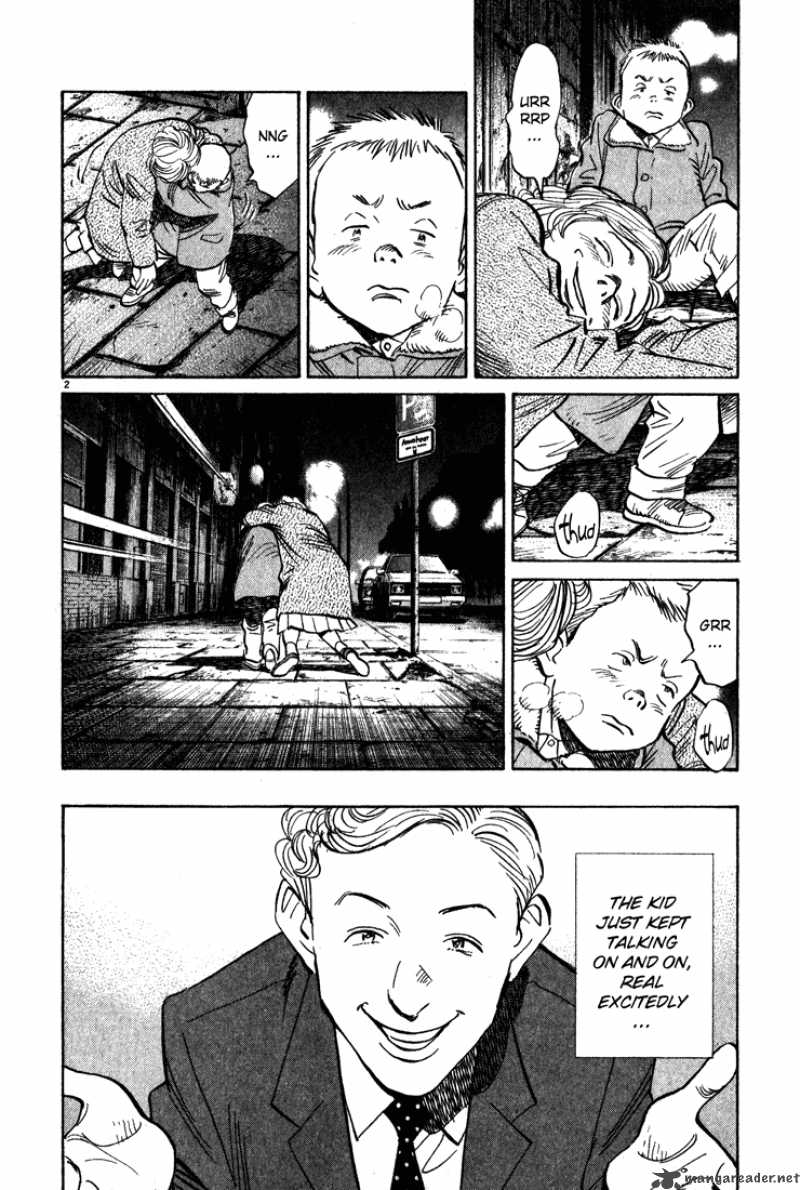 URR
RRP
...
NNG
...
2
thud
GRR
...
thud
THE KID
JUST KEPT
TALKING
ON AND ON,
REAL
EXCITEDLY
...
mangareader.net